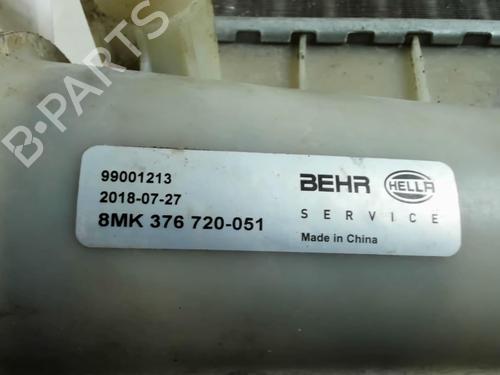 B-PARTS
99001213
2018-07-27
8MK 376 720-051
BEHR HELLA
SERVICE
Made in China